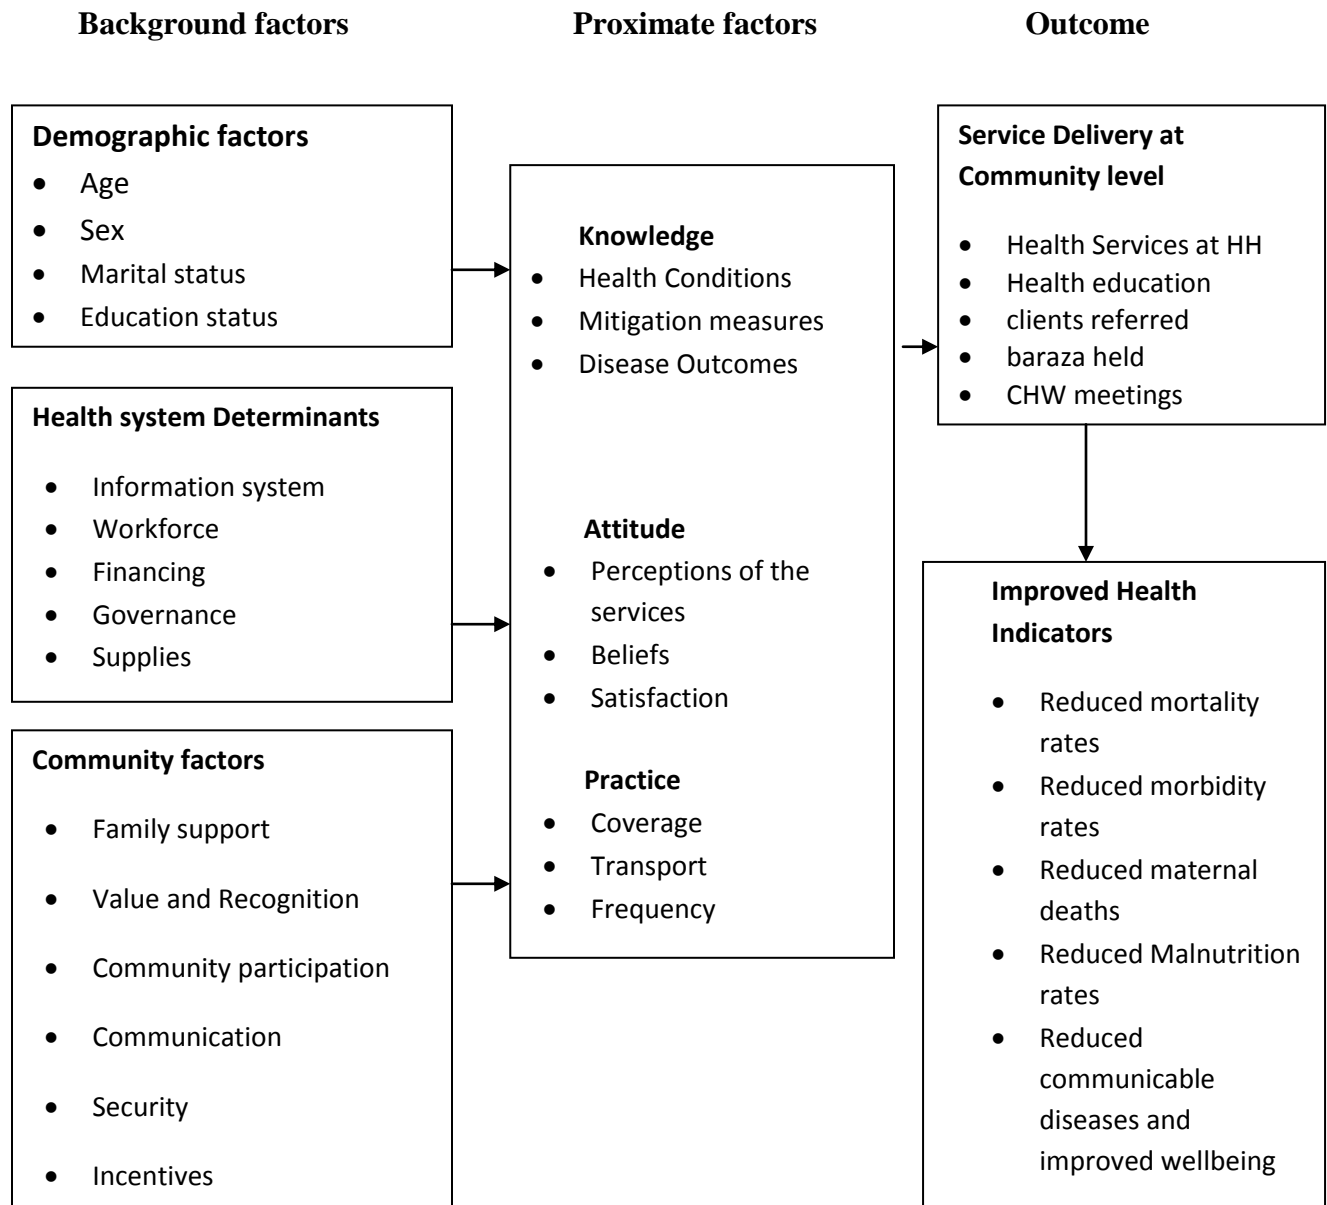 Background factors
Proximate factors
Outcome
Demographic factors
• Age
• Sex
• Marital status
• Education status
Health system Determinants
• Information system
• Workforce
• Financing
• Governance
• Supplies
Community factors
• Family support
• Value and Recognition
• Community participation
• Communication
• Security
• Incentives
Knowledge
• Health Conditions
• Mitigation measures
• Disease Outcomes
Attitude
• Perceptions of the
services
• Beliefs
• Satisfaction
Practice
• Coverage
• Transport
• Frequency
Service Delivery at
Community level
• Health Services at HH
• Health education
• clients referred
• baraza held
• CHW meetings
Improved Health
Indicators
• Reduced mortality
rates
• Reduced morbidity
rates
• Reduced maternal
deaths
• Reduced Malnutrition
rates
• Reduced
communicable
diseases and
improved wellbeing